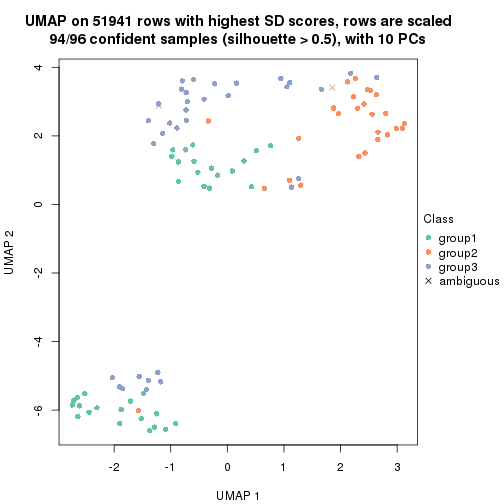 UMAP on 51941 rows with highest SD scores, rows are scaled
94/96 confident samples (silhouette > 0.5), with 10 PCs
4
2
0
-2
-4
-6
UMAP 2
-2
-1
0
1
2
3
UMAP 1
Class
group1
group2
group3
ambiguous